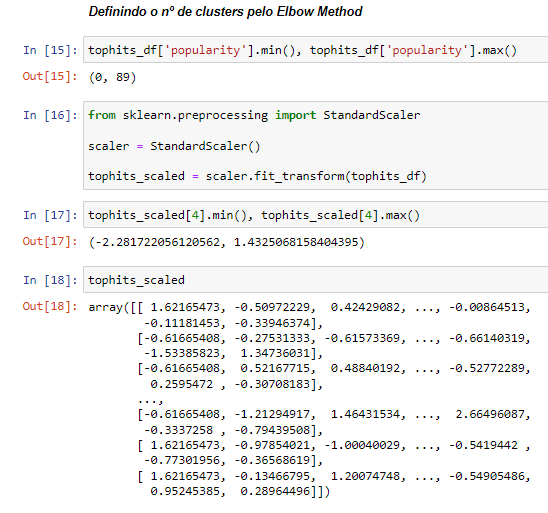 Definindo o nº de clusters pelo Elbow Method
In [15]: tophits_df['popularity'].min(), tophits_df['popularity'].max()
Out[15]: (0, 89)
In [16]: from sklearn.preprocessing import StandardScaler
scaler = StandardScaler()
tophits_scaled = scaler.fit_transform(tophits_df)
In [17]: tophits_scaled[4].min(), tophits_scaled[4].max()
Out[17]: (-2.281722056120562, 1.4325068158404395)
In [18]: tophits_scaled
Out[18]: array([[ 1.62165473, -0.50972229,  0.42429082, ..., -0.00864513,
        -0.11181453, -0.33946374],
       [-0.61665408, -0.27531333, -0.61573369, ..., -0.66140319,
        -1.53385823,  1.34736031],
       [-0.61665408,  0.52167715,  0.48840192, ..., -0.52772289,
         0.2595472 , -0.30708183],
       ...,
       [-0.61665408, -1.21294917,  1.46431534, ...,  2.66496087,
        -0.3337258 , -0.79439508],
       [ 1.62165473, -0.97854021, -1.00040029, ..., -0.5419442 ,
        -0.77301956, -0.36568619],
       [ 1.62165473, -0.13466795,  1.20074748, ..., -0.54905486,
         0.95245385,  0.28964496]])